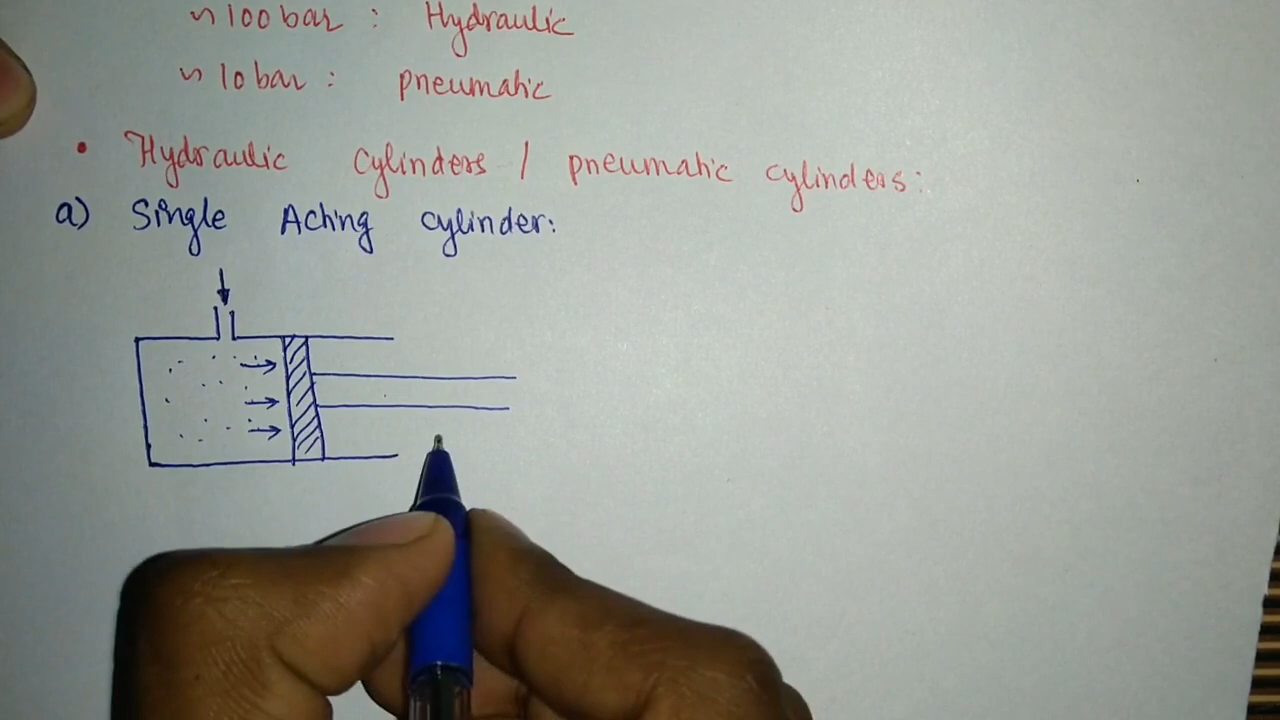 ~ 100 bar : Hydraulic
~ 10 bar : pneumatic
• Hydraulic cylinders / pneumatic cylinders:
a) Single Acting cylinder: